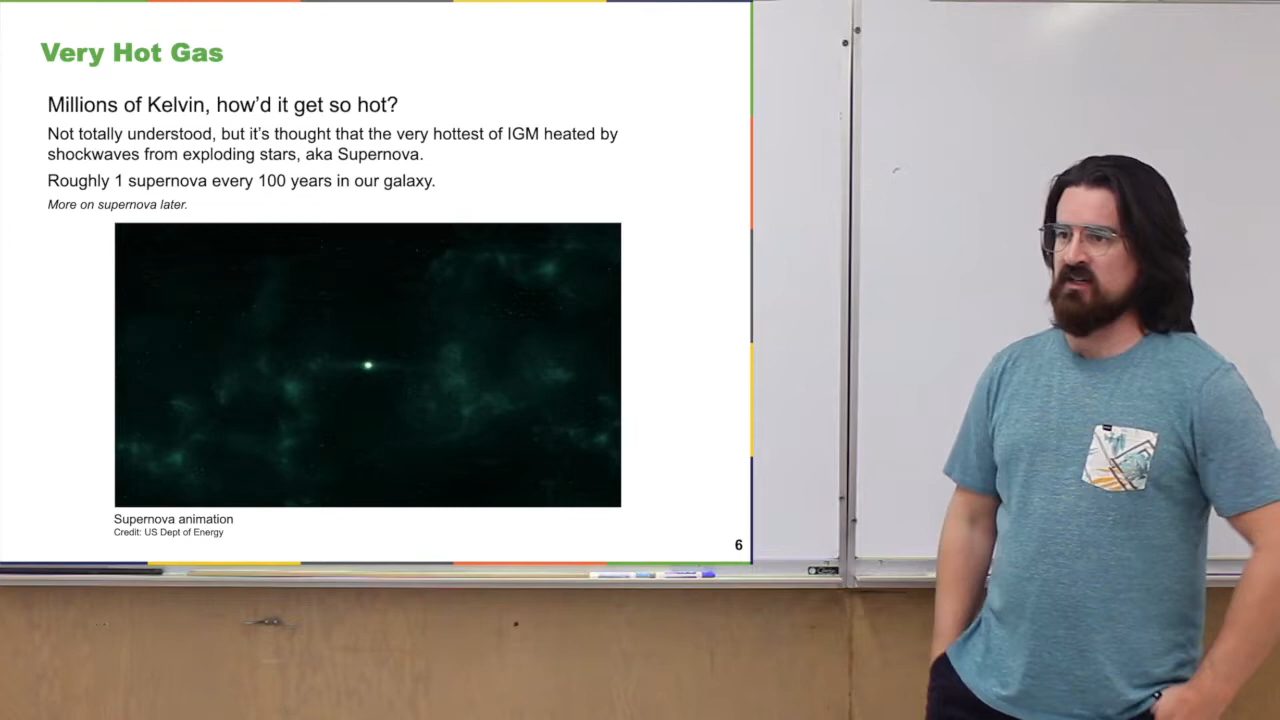 Very Hot Gas
Millions of Kelvin, how'd it get so hot?
Not totally understood, but it's thought that the very hottest of IGM heated by
shockwaves from exploding stars, aka Supernova.
Roughly 1 supernova every 100 years in our galaxy.
More on supernova later.
Supernova animation
Credit: US Dept of Energy
6